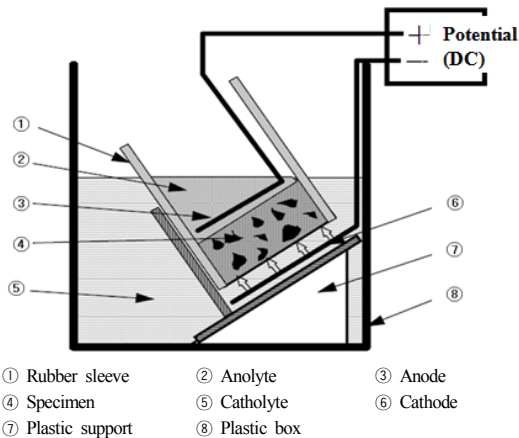 + Potential
— (DC)
①
②
③
④
⑤
⑥
⑦
⑧
① Rubber sleeve ② Anolyte ③ Anode
④ Specimen ⑤ Catholyte ⑥ Cathode
⑦ Plastic support ⑧ Plastic box